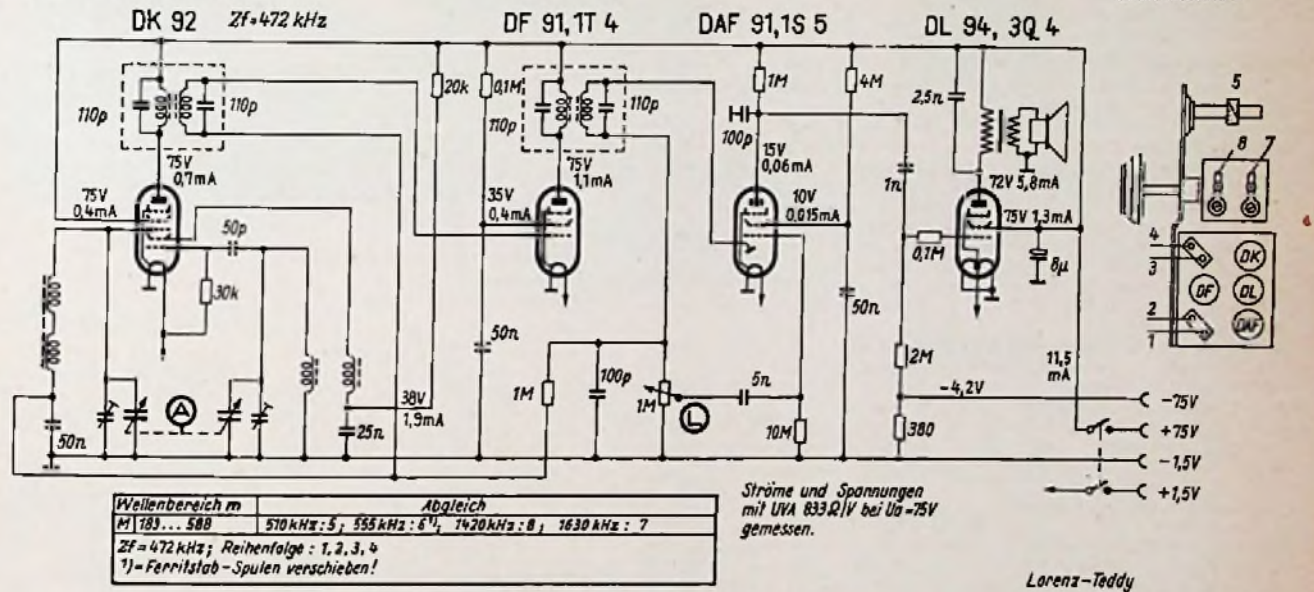 DK 92
Zf=472 kHz
DF 91, 1T 4
DAF 91, 1S 5
DL 94, 3Q 4
110p
110p
20k
0,1M
110p
110p
1M
4M
100p
2,5n
5
8
7
75V
0,7mA
75V
0,4mA
75V
1,1mA
35V
0,4mA
15V
0,06mA
10V
0,015mA
1n
72V 5,8mA
75V 1,3mA
50p
30k
0,1M
8µ
4
3
2
1
DK
DF
DL
DAF
50n
50n
2M
11,5
mA
A
38V
1,9mA
1M
100p
1M
L
5n
-4,2V
50n
25n
10M
380
-75V
+75V
-1,5V
+1,5V
Wellenbereich m
Abgleich
M
183...588
510 kHz : 5 ; 555 kHz : 6¹⁾; 1420 kHz : 8 ; 1630 kHz : 7
Zf = 472 kHz; Reihenfolge : 1, 2, 3, 4
¹⁾= Ferritstab-Spulen verschieben!
Ströme und Spannungen
mit UVA 833Ω/V bei Ua=75V
gemessen.
Lorenz-Teddy